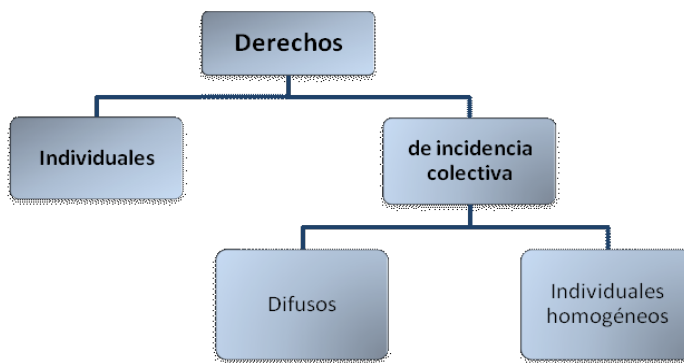 Derechos
Individuales
de incidencia
colectiva
Difusos
Individuales
homogéneos